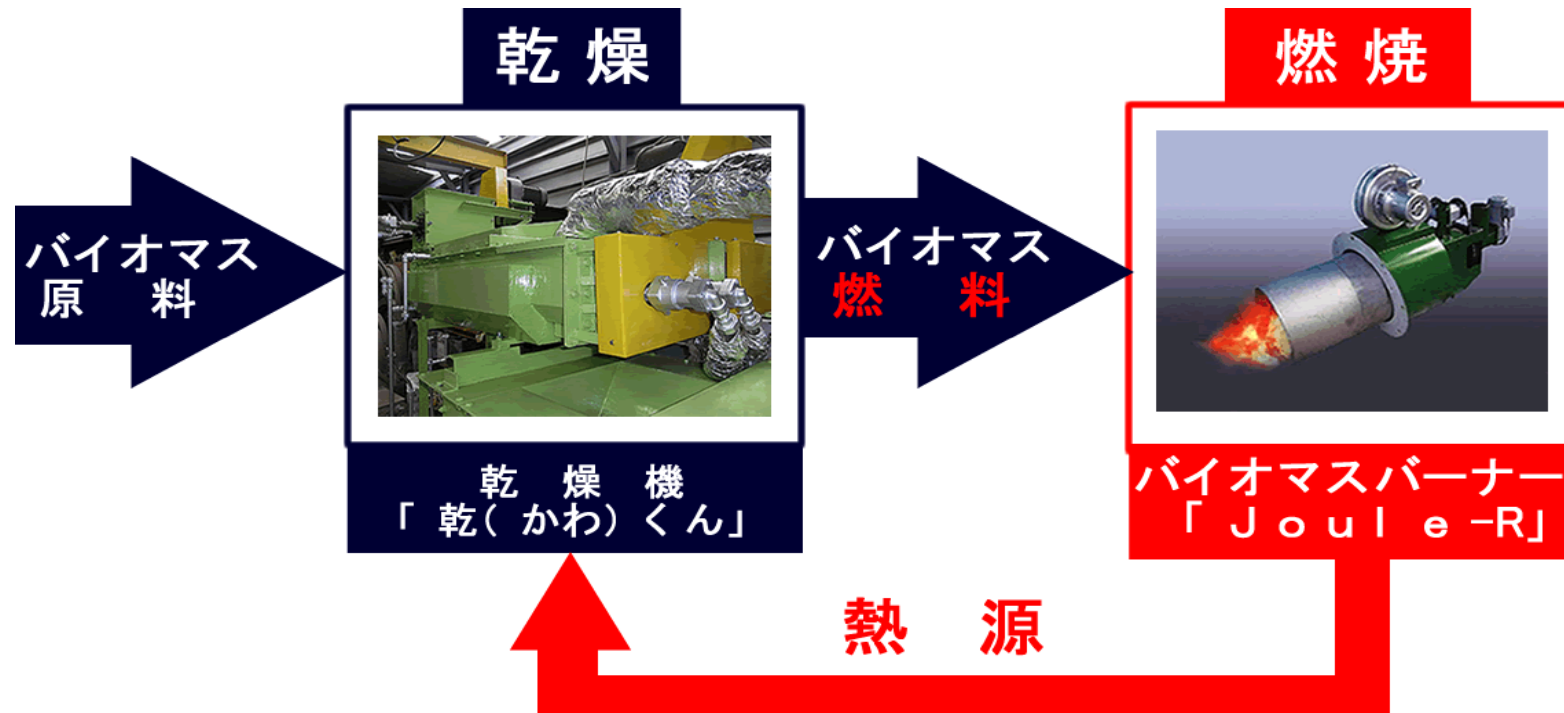 乾燥
燃焼
バイオマス
原料
バイオマス
燃料
乾燥機
「乾(かわ)くん」
バイオマスバーナー
「Joule-R」
熱源